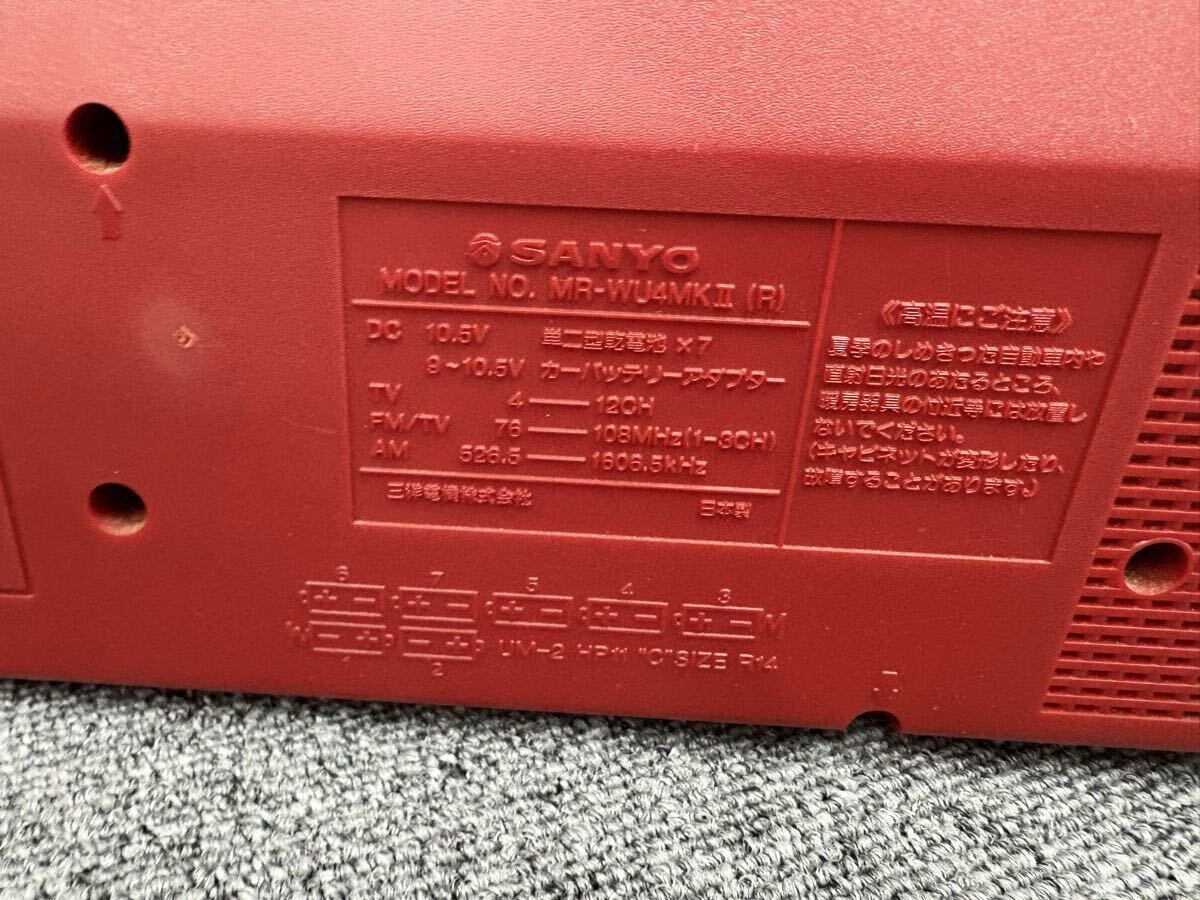 SANYO
MODEL NO. MR-WU4MKⅡ (R)
DC 10.5V 単二型乾電池 ×7
9~10.5V カーバッテリーアダプター
TV 4——12CH
FM/TV 76——108MHz(1-3CH)
AM 526.5——1606.5kHz
三洋電機株式会社 日本製
《高温にご注意》
夏季のしめきった自動車内や
直射日光のあたるところ、
暖房器具の付近等には放置し
ないでください。
(キャビネットが変形したり、
故障することがあります。)
6 7 5 4 3
1 2
UM-2 HP11 "C"SIZE R14